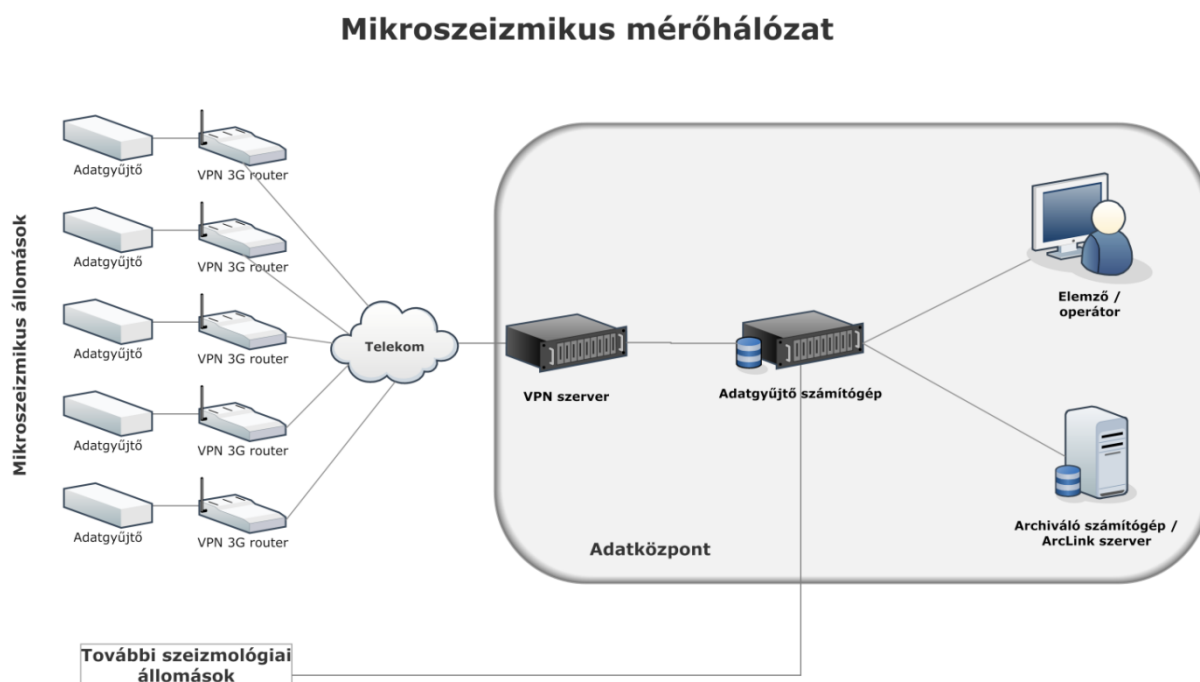 Mikroszeizmikus mérőhálózat
Mikroszeizmikus állomások
Adatgyűjtő
VPN 3G router
Adatgyűjtő
VPN 3G router
Adatgyűjtő
VPN 3G router
Adatgyűjtő
VPN 3G router
Adatgyűjtő
VPN 3G router
Telekom
VPN szerver
Adatgyűjtő számítógép
Elemző /
operátor
Archiváló számítógép /
ArcLink szerver
Adatközpont
További szeizmológiai
állomások